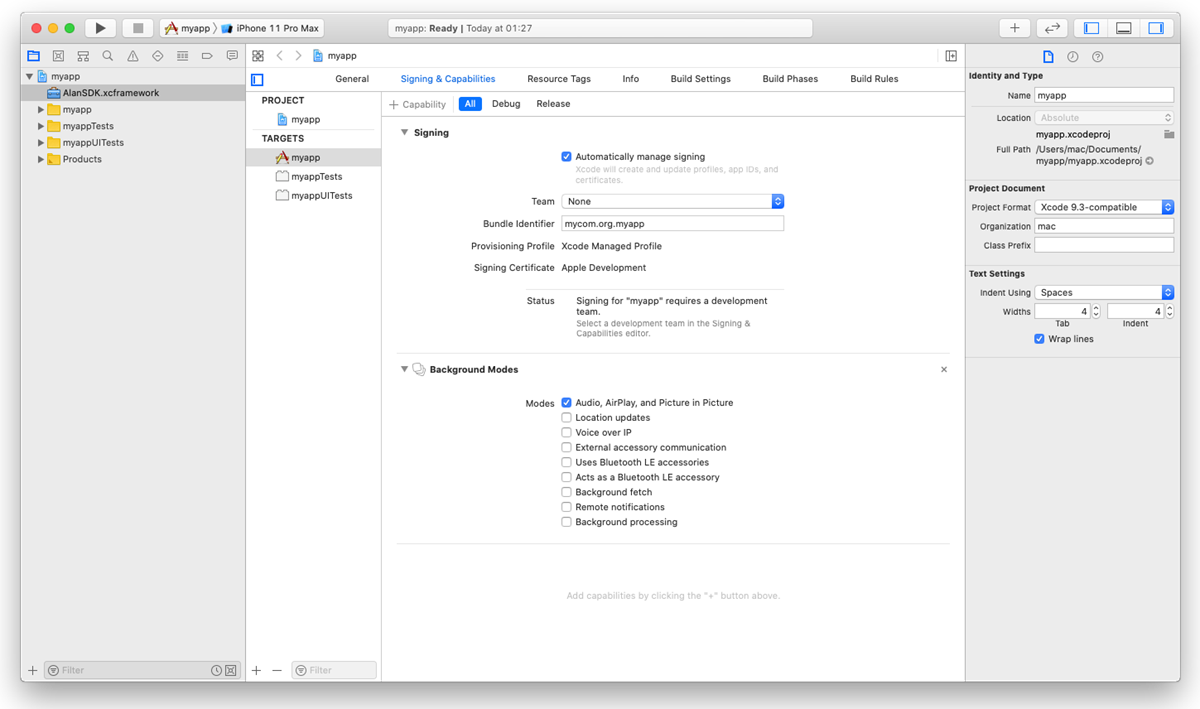 myapp 〉 iPhone 11 Pro Max
myapp: Ready | Today at 01:27
myapp
AlanSDK.xcframework
myapp
myappTests
myappUITests
Products
Filter
myapp
General
Signing & Capabilities
Resource Tags
Info
Build Settings
Build Phases
Build Rules
PROJECT
myapp
TARGETS
myapp
myappTests
myappUITests
Filter
+ Capability
All
Debug
Release
Signing
Automatically manage signing
Xcode will create and update profiles, app IDs, and
certificates.
Team None
Bundle Identifier mycom.org.myapp
Provisioning Profile Xcode Managed Profile
Signing Certificate Apple Development
Status Signing for "myapp" requires a development
team.
Select a development team in the Signing &
Capabilities editor.
Background Modes
Modes Audio, AirPlay, and Picture in Picture
Location updates
Voice over IP
External accessory communication
Uses Bluetooth LE accessories
Acts as a Bluetooth LE accessory
Background fetch
Remote notifications
Background processing
Add capabilities by clicking the "+" button above.
Identity and Type
Name myapp
Location Absolute
myapp.xcodeproj
Full Path /Users/mac/Documents/
myapp/myapp.xcodeproj
Project Document
Project Format Xcode 9.3-compatible
Organization mac
Class Prefix
Text Settings
Indent Using Spaces
Widths 4 4
Tab Indent
Wrap lines